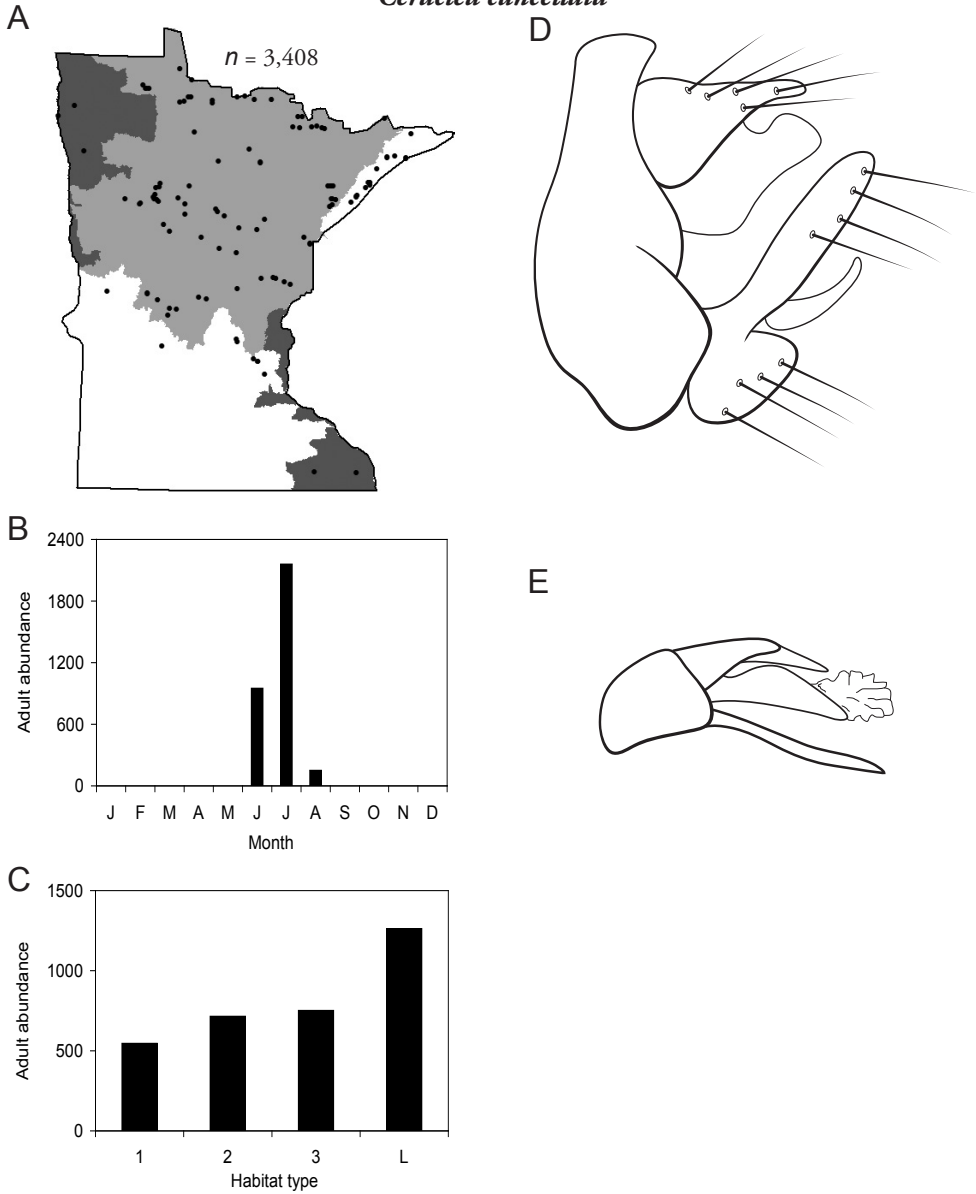 Ceraclea cancellata
A
n = 3,408
D
B
2400
1800
1200
600
0
Adult abundance
J F M A M J J A S O N D
Month
E
C
1500
1000
500
0
Adult abundance
1 2 3 L
Habitat type